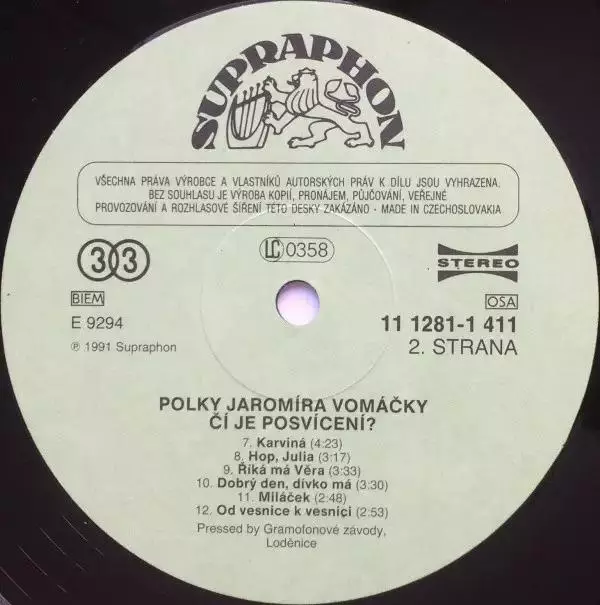 SUPRAPHON
VŠECHNA PRÁVA VÝROBCE A VLASTNÍKŮ AUTORSKÝCH PRÁV K DÍLU JSOU VYHRAZENA.
BEZ SOUHLASU JE VÝROBA KOPIÍ, PRONÁJEM, PŮJČOVÁNÍ, VEŘEJNÉ
PROVOZOVÁNÍ A ROZHLASOVÉ ŠÍŘENÍ TÉTO DESKY ZAKÁZÁNO · MADE IN CZECHOSLOVAKIA
33
LC 0358
STEREO
BIEM
OSA
E 9294
11 1281-1 411
℗ 1991 Supraphon
2. STRANA
POLKY JAROMÍRA VOMÁČKY
ČÍ JE POSVÍCENÍ?
7. Karviná (4:23)
8. Hop, Julia (3:17)
9. Říká má Věra (3:33)
10. Dobrý den, dívko má (3:30)
11. Miláček (2:48)
12. Od vesnice k vesnici (2:53)
Pressed by Gramofonové závody,
Loděnice